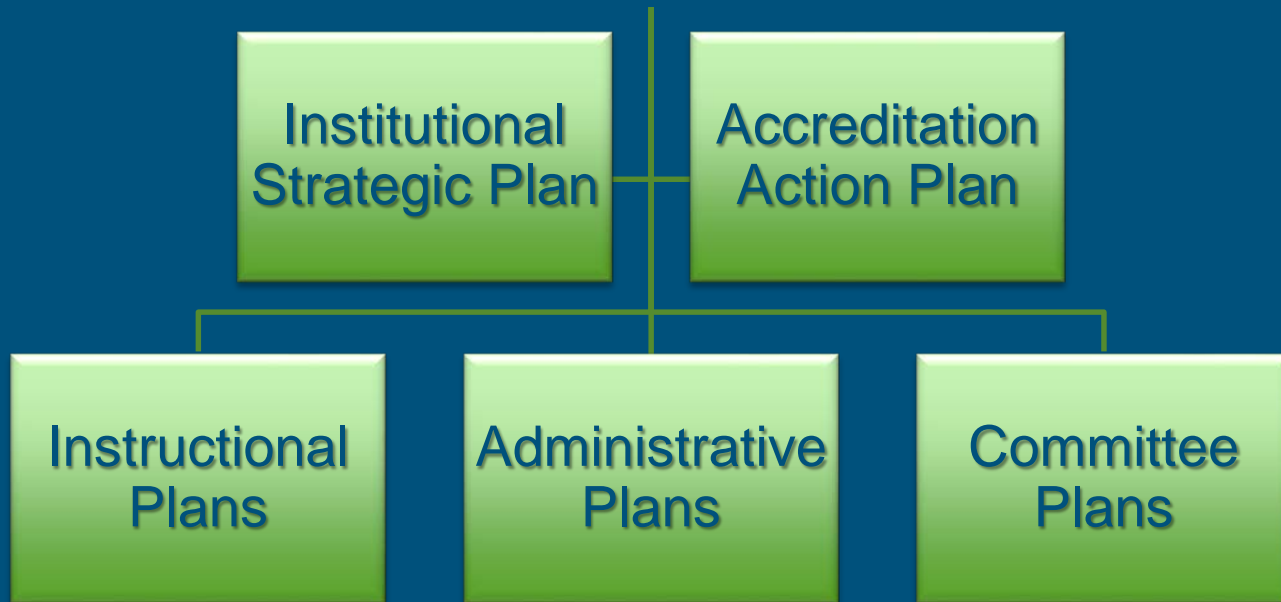 Institutional
Strategic Plan
Accreditation
Action Plan
Instructional
Plans
Administrative
Plans
Committee
Plans